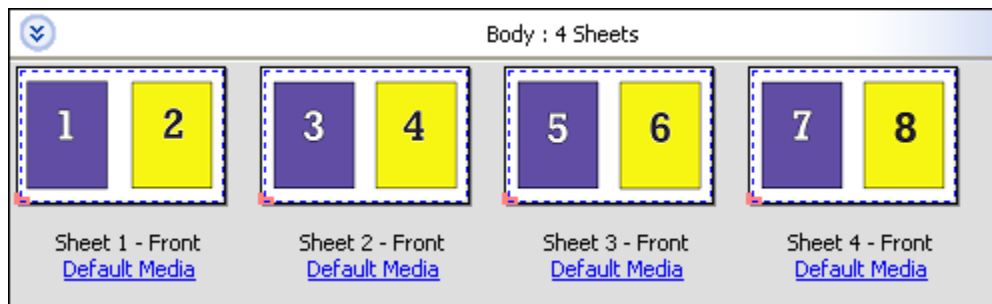 Body : 4 Sheets
1 2 3 4 5 6 7 8
Sheet 1 - Front Sheet 2 - Front Sheet 3 - Front Sheet 4 - Front
Default Media Default Media Default Media Default Media